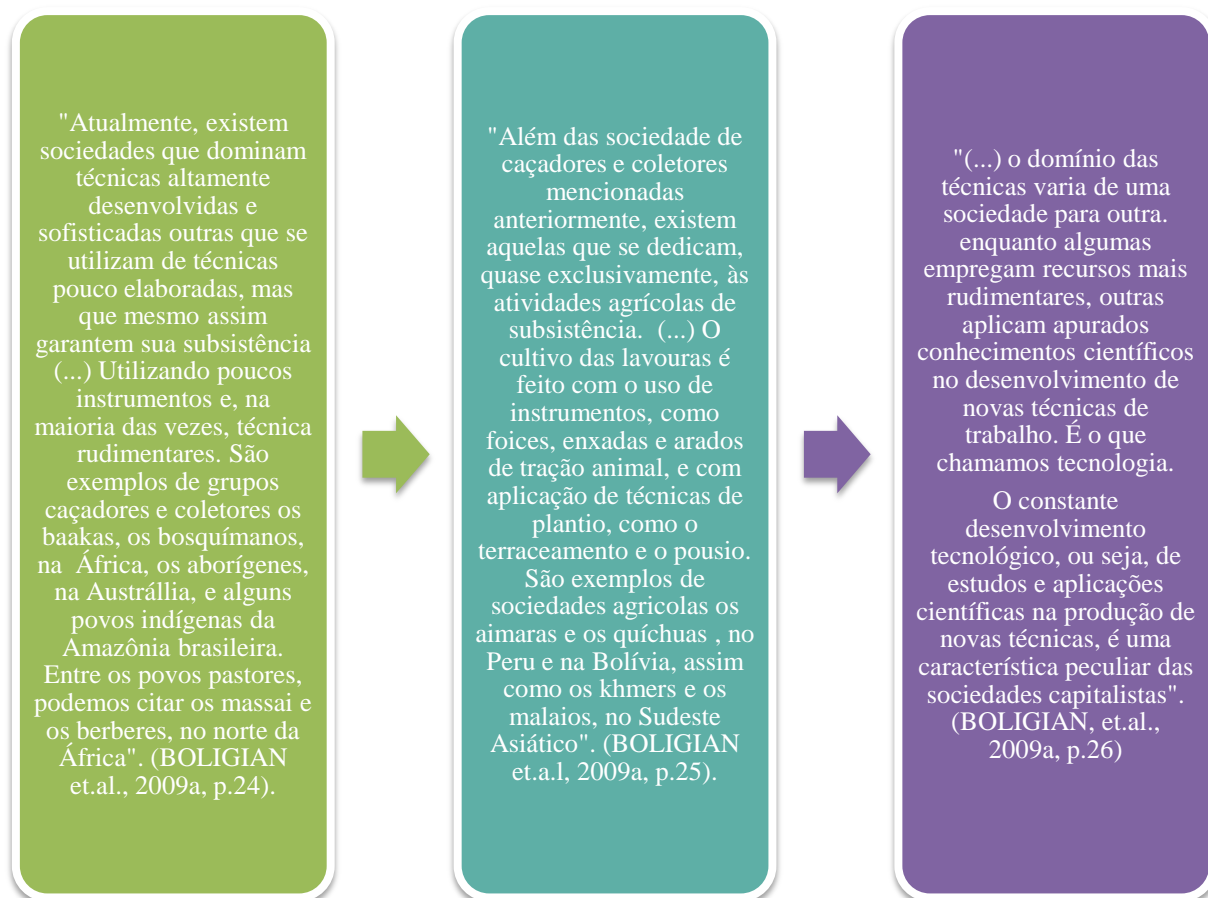 "Atualmente, existem
sociedades que dominam
técnicas altamente
desenvolvidas e
sofisticadas outras que se
utilizam de técnicas
pouco elaboradas, mas
que mesmo assim
garantem sua subsistência
(...) Utilizando poucos
instrumentos e, na
maioria das vezes, técnica
rudimentares. São
exemplos de grupos
caçadores e coletores os
baakas, os bosquímanos,
na África, os aborígenes,
na Austrállia, e alguns
povos indígenas da
Amazônia brasileira.
Entre os povos pastores,
podemos citar os massai e
os berberes, no norte da
África". (BOLIGIAN
et.al., 2009a, p.24).
"Além das sociedade de
caçadores e coletores
mencionadas
anteriormente, existem
aquelas que se dedicam,
quase exclusivamente, às
atividades agrícolas de
subsistência. (...) O
cultivo das lavouras é
feito com o uso de
instrumentos, como
foices, enxadas e arados
de tração animal, e com
aplicação de técnicas de
plantio, como o
terraceamento e o pousio.
São exemplos de
sociedades agricolas os
aimaras e os quíchuas , no
Peru e na Bolívia, assim
como os khmers e os
malaios, no Sudeste
Asiático". (BOLIGIAN
et.a.l, 2009a, p.25).
"(...) o domínio das
técnicas varia de uma
sociedade para outra.
enquanto algumas
empregam recursos mais
rudimentares, outras
aplicam apurados
conhecimentos científicos
no desenvolvimento de
novas técnicas de
trabalho. É o que
chamamos tecnologia.
O constante
desenvolvimento
tecnológico, ou seja, de
estudos e aplicações
científicas na produção de
novas técnicas, é uma
característica peculiar das
sociedades capitalistas".
(BOLIGIAN, et.al.,
2009a, p.26)